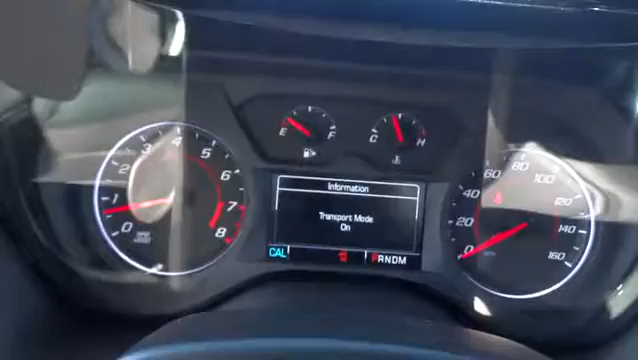 E F
C H
0 1 2 3 4 5 6 7 8
RPM
Information
Transport Mode
On
CAL
PRNDM
0 20 40 60 80 100 120 140 160